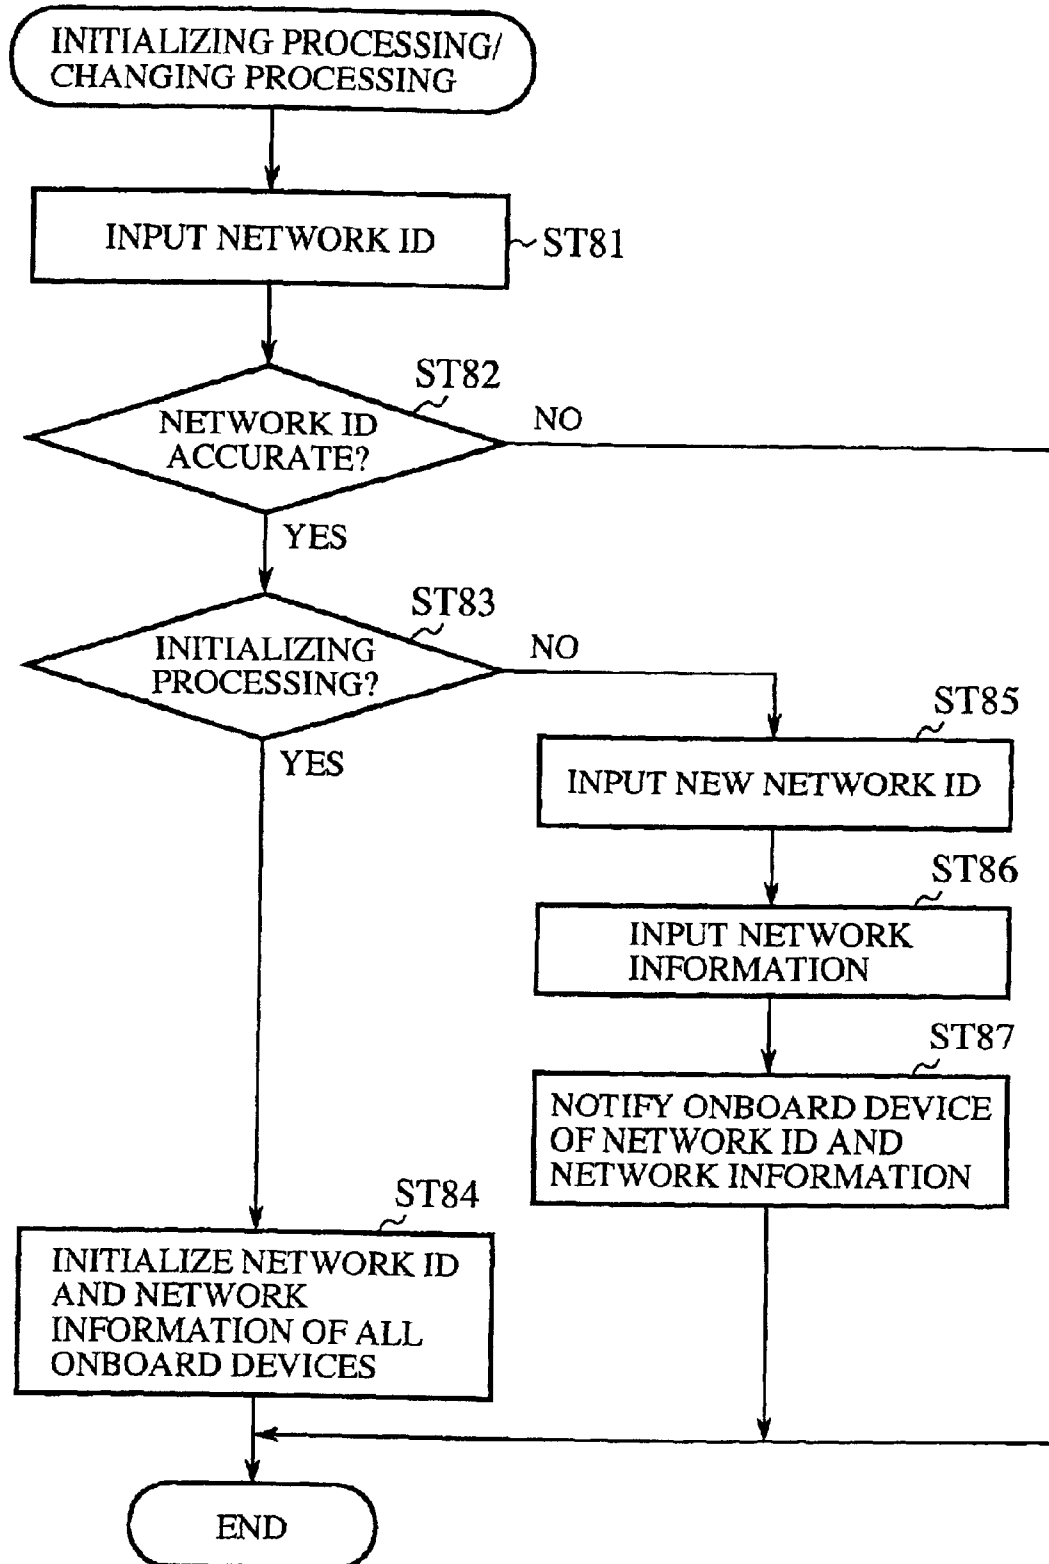 INITIALIZING PROCESSING/
CHANGING PROCESSING
INPUT NETWORK ID
ST81
ST82
NETWORK ID
ACCURATE?
NO
YES
ST83
INITIALIZING
PROCESSING?
NO
YES
ST85
INPUT NEW NETWORK ID
ST86
INPUT NETWORK
INFORMATION
ST87
NOTIFY ONBOARD DEVICE
OF NETWORK ID AND
NETWORK INFORMATION
ST84
INITIALIZE NETWORK ID
AND NETWORK
INFORMATION OF ALL
ONBOARD DEVICES
END